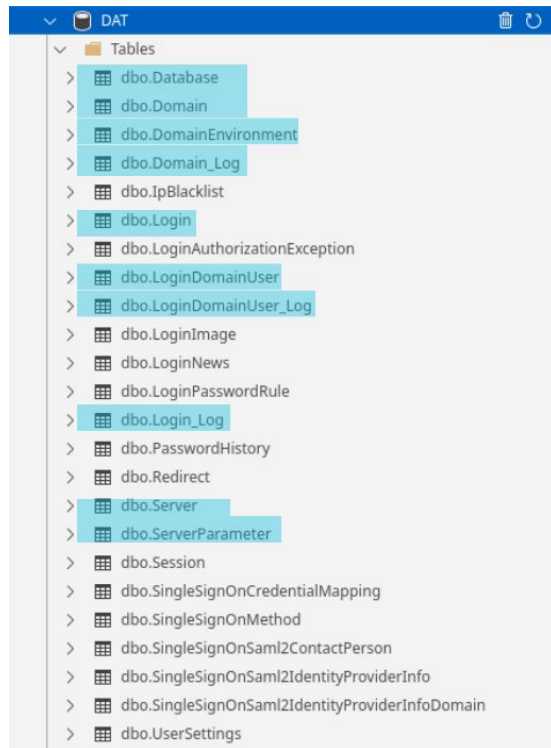 DAT
Tables
dbo.Database
dbo.Domain
dbo.DomainEnvironment
dbo.Domain_Log
dbo.IpBlacklist
dbo.Login
dbo.LoginAuthorizationException
dbo.LoginDomainUser
dbo.LoginDomainUser_Log
dbo.LoginImage
dbo.LoginNews
dbo.LoginPasswordRule
dbo.Login_Log
dbo.PasswordHistory
dbo.Redirect
dbo.Server
dbo.ServerParameter
dbo.Session
dbo.SingleSignOnCredentialMapping
dbo.SingleSignOnMethod
dbo.SingleSignOnSaml2ContactPerson
dbo.SingleSignOnSaml2IdentityProviderInfo
dbo.SingleSignOnSaml2IdentityProviderInfoDomain
dbo.UserSettings